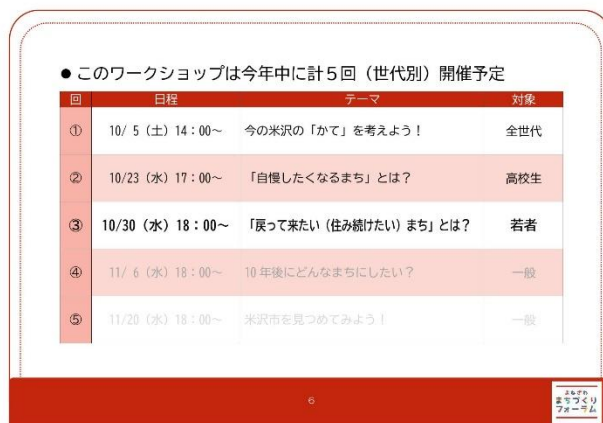 ● このワークショップは今年中に計５回（世代別）開催予定
回 日程 テーマ 対象
① 10/ 5（土）14：00～ 今の米沢の「かて」を考えよう！ 全世代
② 10/23（水）17：00～ 「自慢したくなるまち」とは？ 高校生
③ 10/30（水）18：00～ 「戻って来たい（住み続けたい）まち」とは？ 若者
④ 11/ 6（水）18：00～ 10年後にどんなまちにしたい？ 一般
⑤ 11/20（水）18：00～ 米沢市を見つめてみよう！ 一般
6
よねざわ
まちづくり
フォーラム